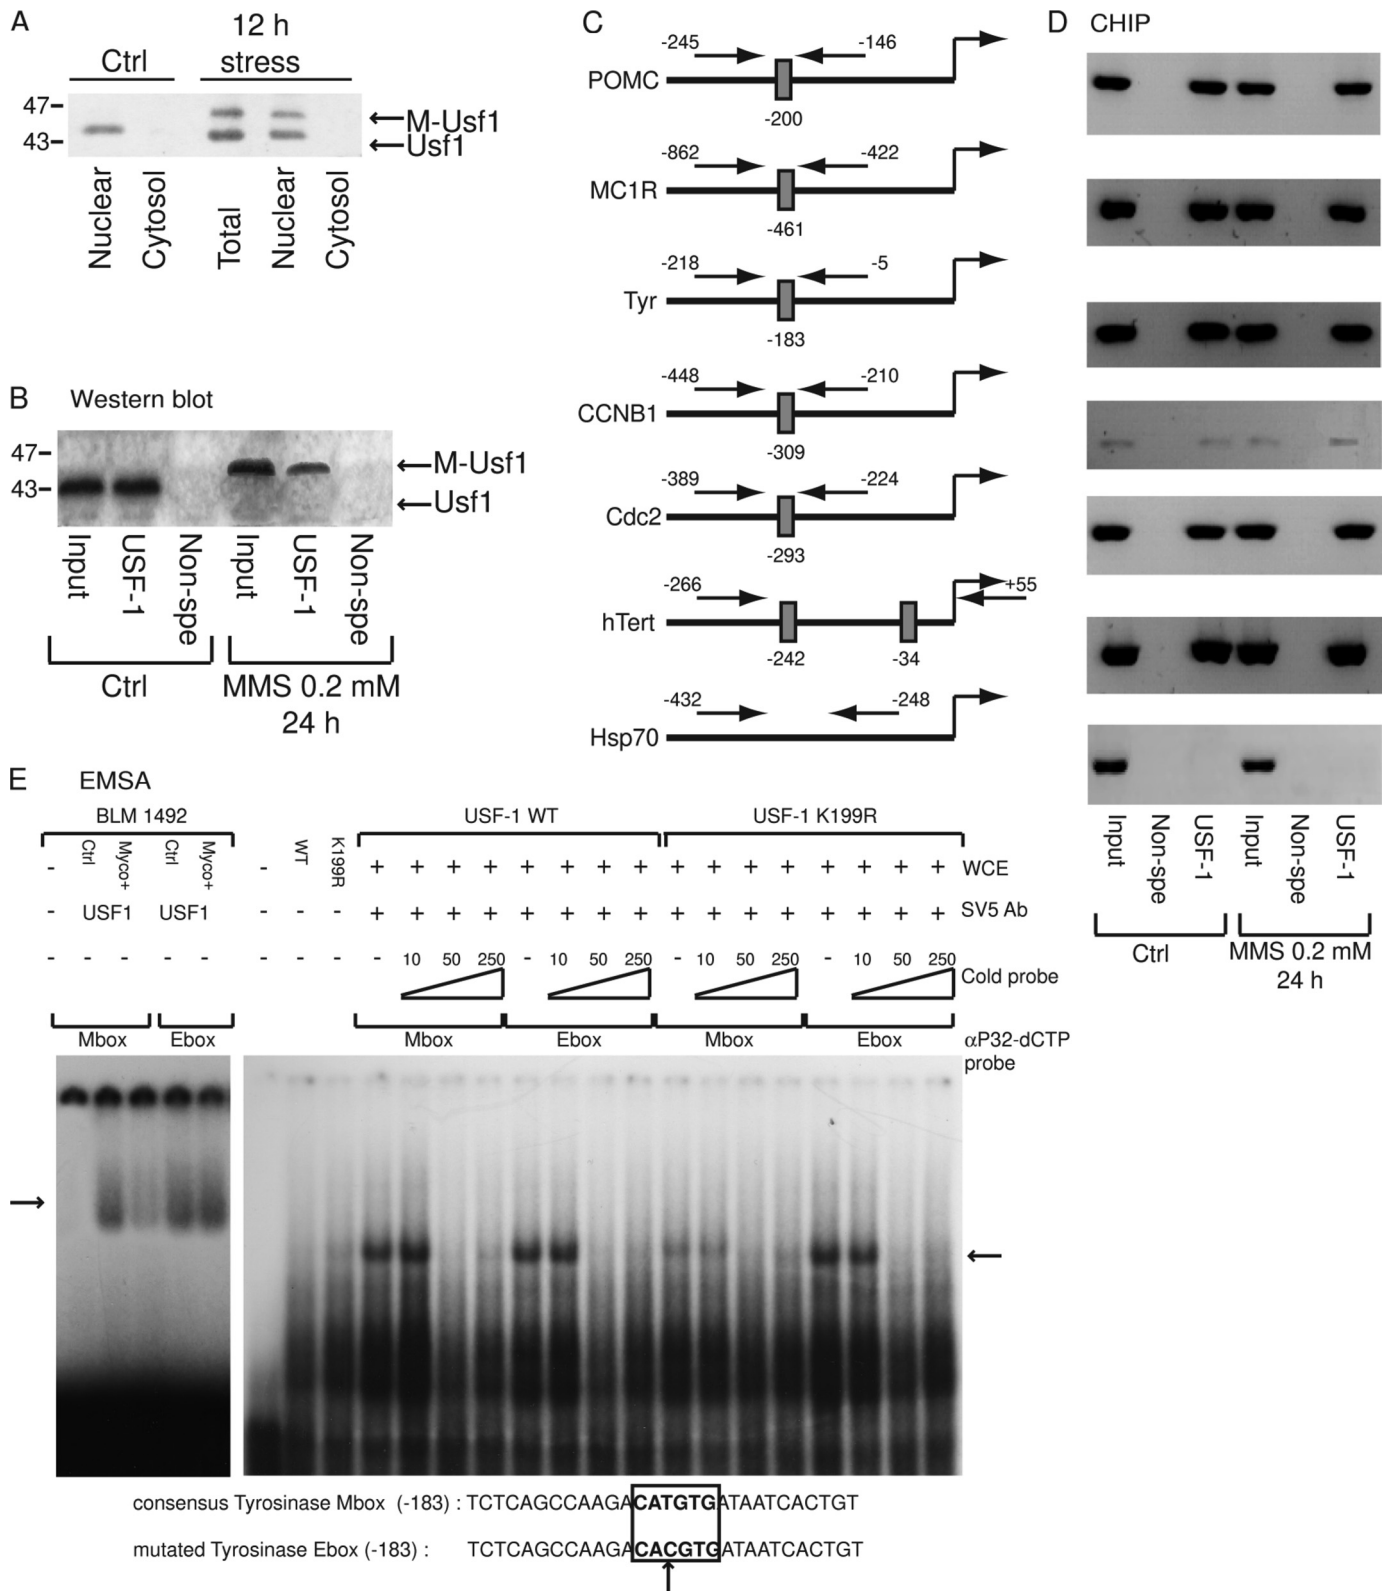 A
12 h
Ctrl
stress
47
43
M-Usf1
Usf1
Nuclear
Cytosol
Total
Nuclear
Cytosol
B
Western blot
47
43
M-Usf1
Usf1
Input
USF-1
Non-spe
Input
USF-1
Non-spe
Ctrl
MMS 0.2 mM
24 h
C
-245
-146
POMC
-200
-862
-422
MC1R
-461
-218
-5
Tyr
-183
-448
-210
CCNB1
-309
-389
-224
Cdc2
-293
-266
+55
hTert
-242
-34
-432
-248
Hsp70
D
CHIP
Input
Non-spe
USF-1
Input
Non-spe
USF-1
Ctrl
MMS 0.2 mM
24 h
E
EMSA
BLM 1492
USF-1 WT
USF-1 K199R
- Ctrl Myco+ Ctrl Myco+ - WT K199R + + + + + + + + + + + + + + + + WCE
- USF1 USF1 - - - + + + + + + + + + + + + + + + + SV5 Ab
- - - - - - - - - 10 50 250 - 10 50 250 - 10 50 250 - 10 50 250
Cold probe
Mbox Ebox Mbox Ebox Mbox Ebox αP32-dCTP
probe
consensus Tyrosinase Mbox (-183) : TCTCAGCCAAGACATGTGATAATCACTGT
mutated Tyrosinase Ebox (-183) : TCTCAGCCAAGACACGTGATAATCACTGT